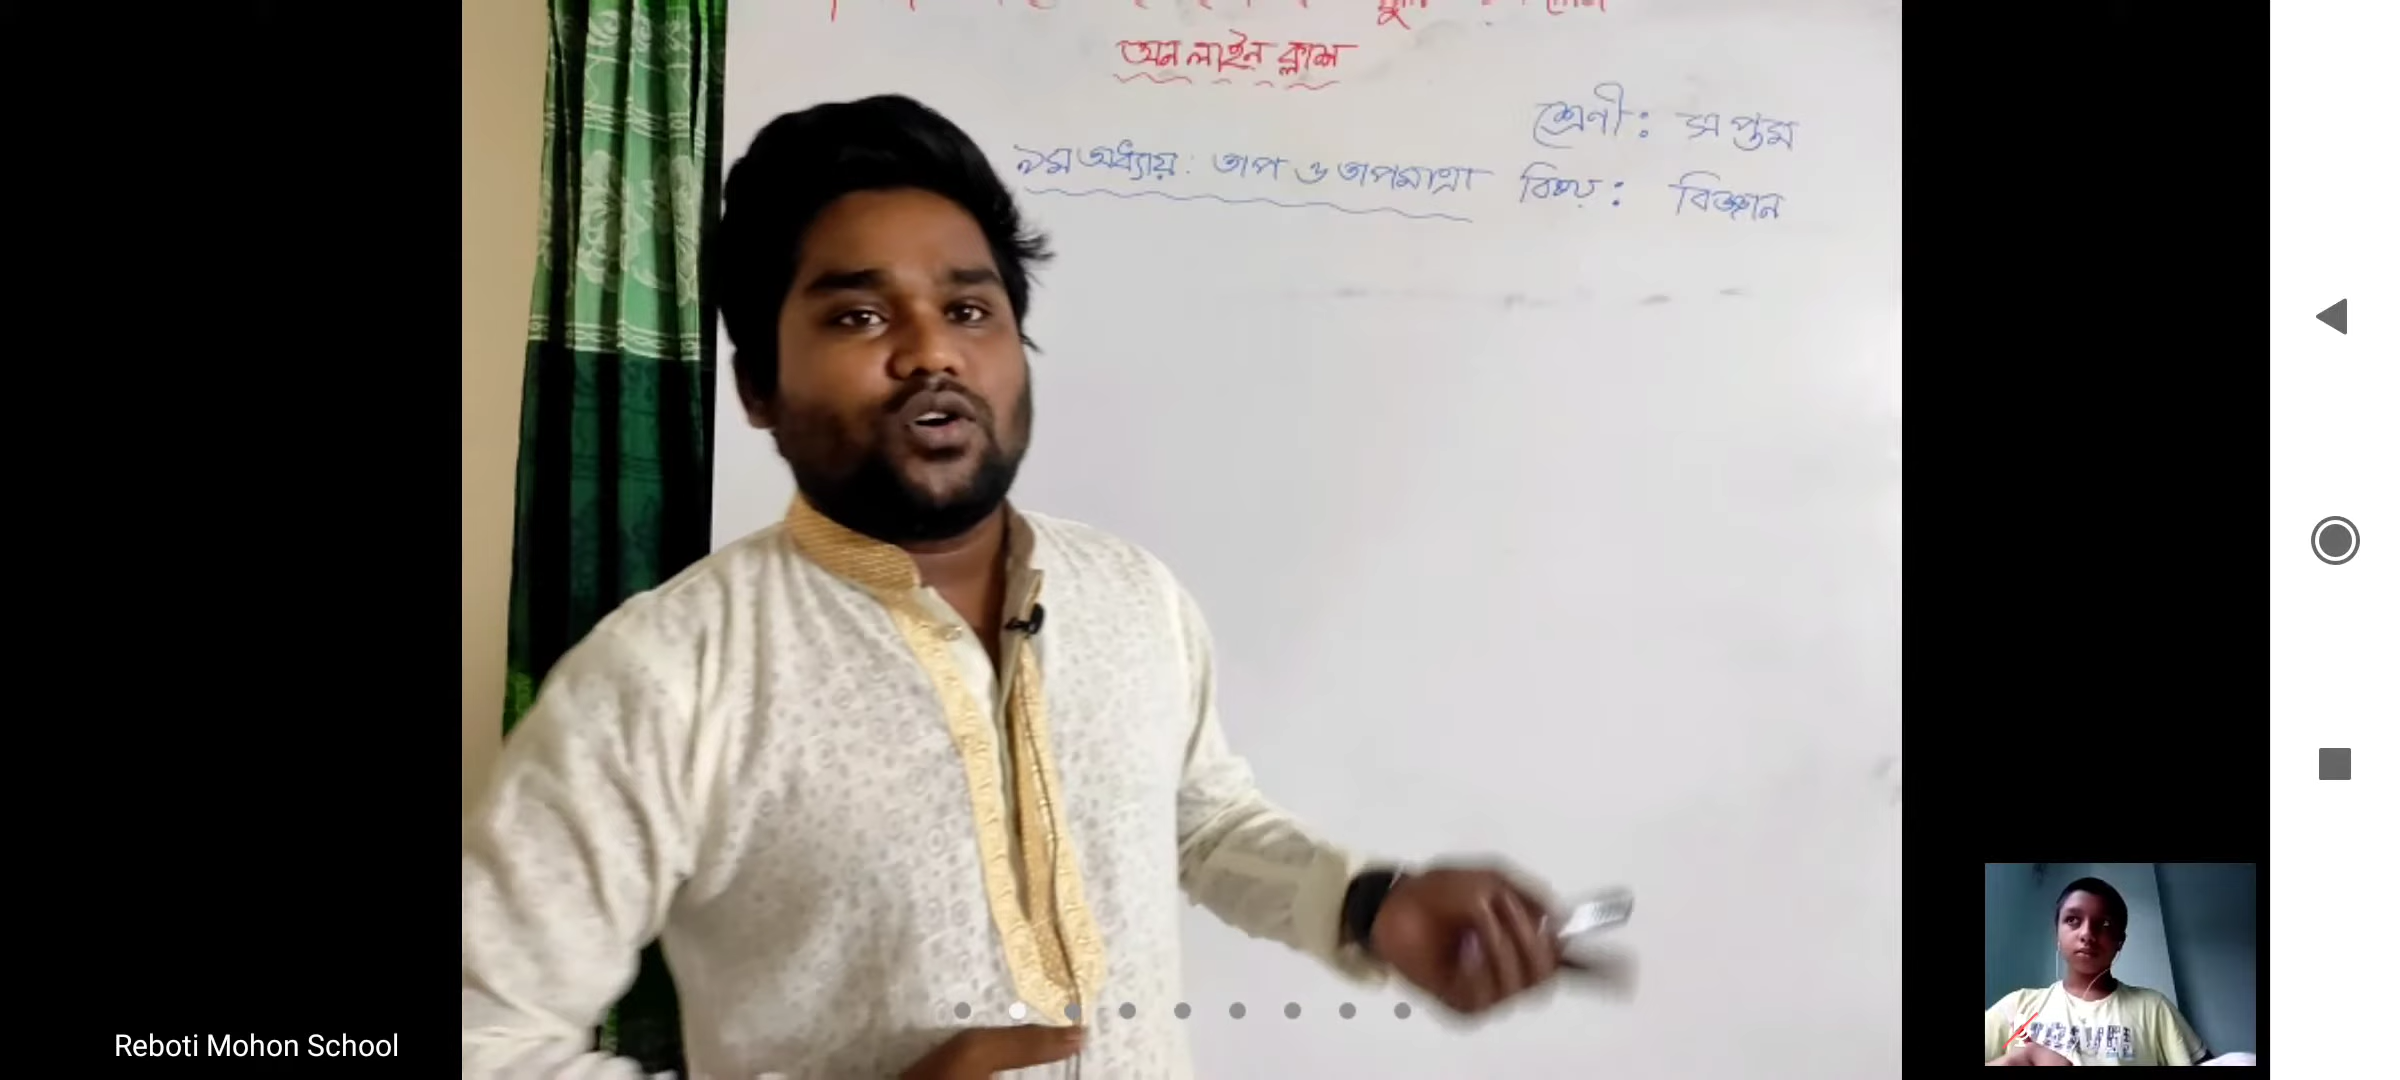 অনলাইন ক্লাশ
শ্রেণী: সপ্তম
৯ম অধ্যায়: তাপ ও তাপমাত্রা
বিষয়: বিজ্ঞান
Reboti Mohon School